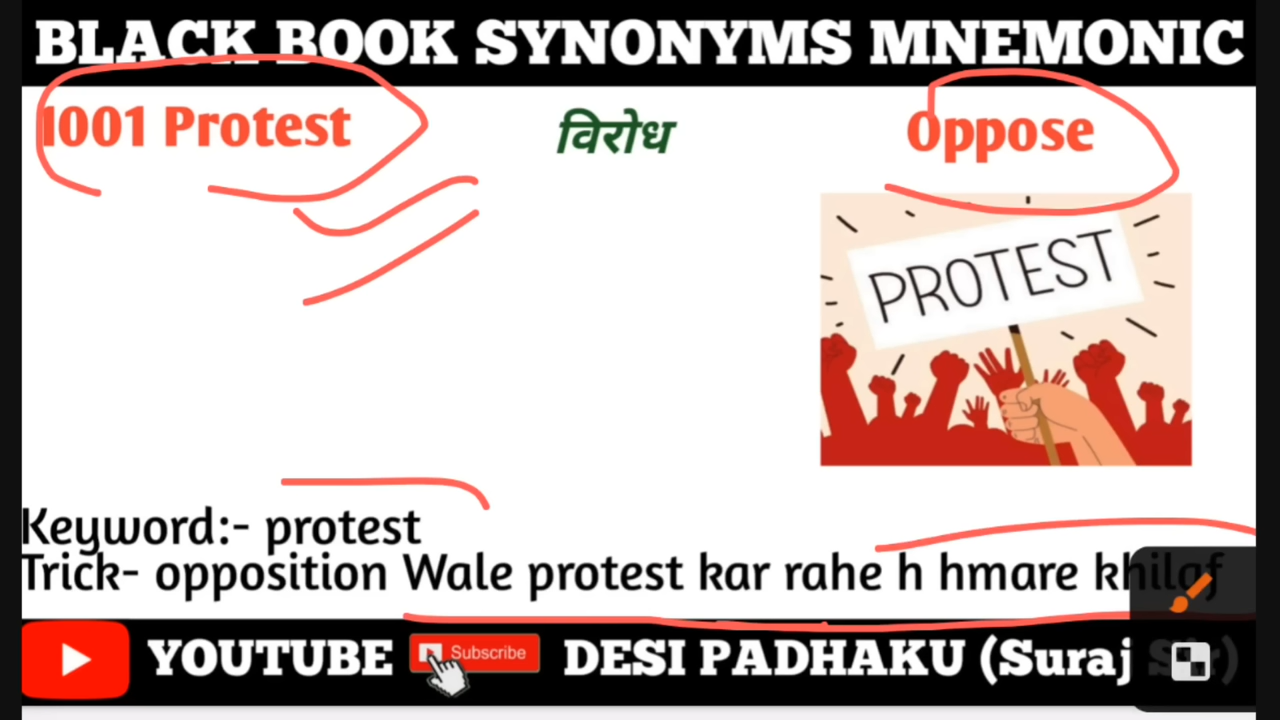 BLACK BOOK SYNONYMS MNEMONIC
1001 Protest विरोध Oppose
PROTEST
Keyword:- protest
Trick- opposition Wale protest kar rahe h hmare khilaf
YOUTUBE Subscribe DESI PADHAKU (Suraj Sir)